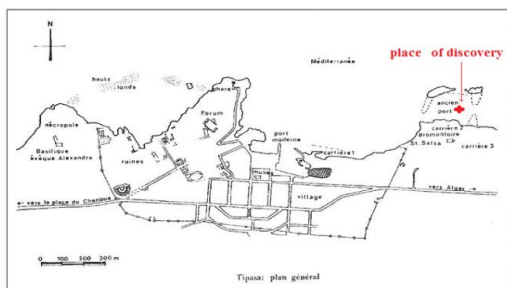 N
place of discovery
Méditerranée
hauts
fonds
phare
ancien
port
Forum
nécropole
port
moderne
carrière 2
promontoire
St. Salsa
carrière 3
Basilique
évêque Alexandre
ruines
carrière 1
musée
vers Alger
village
vers la place du Chenoua
0 100 200 300 m
Tipasa: plan général